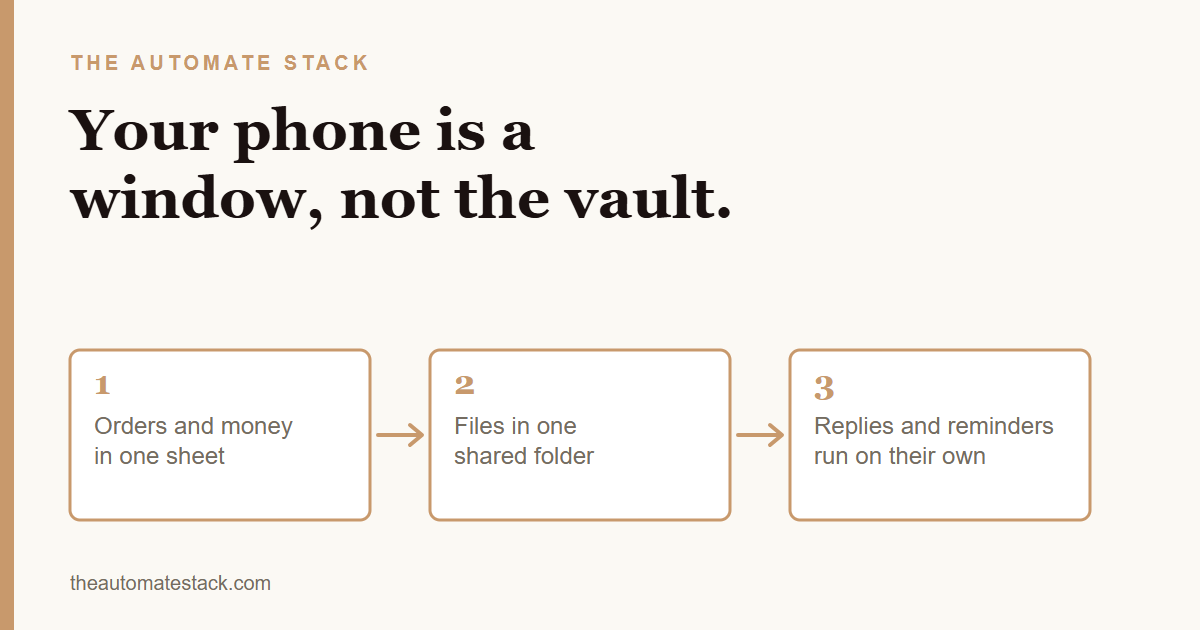 THE AUTOMATE STACK
Your phone is a
window, not the vault.
1
Orders and money
in one sheet
2
Files in one
shared folder
3
Replies and reminders
run on their own
theautomatestack.com